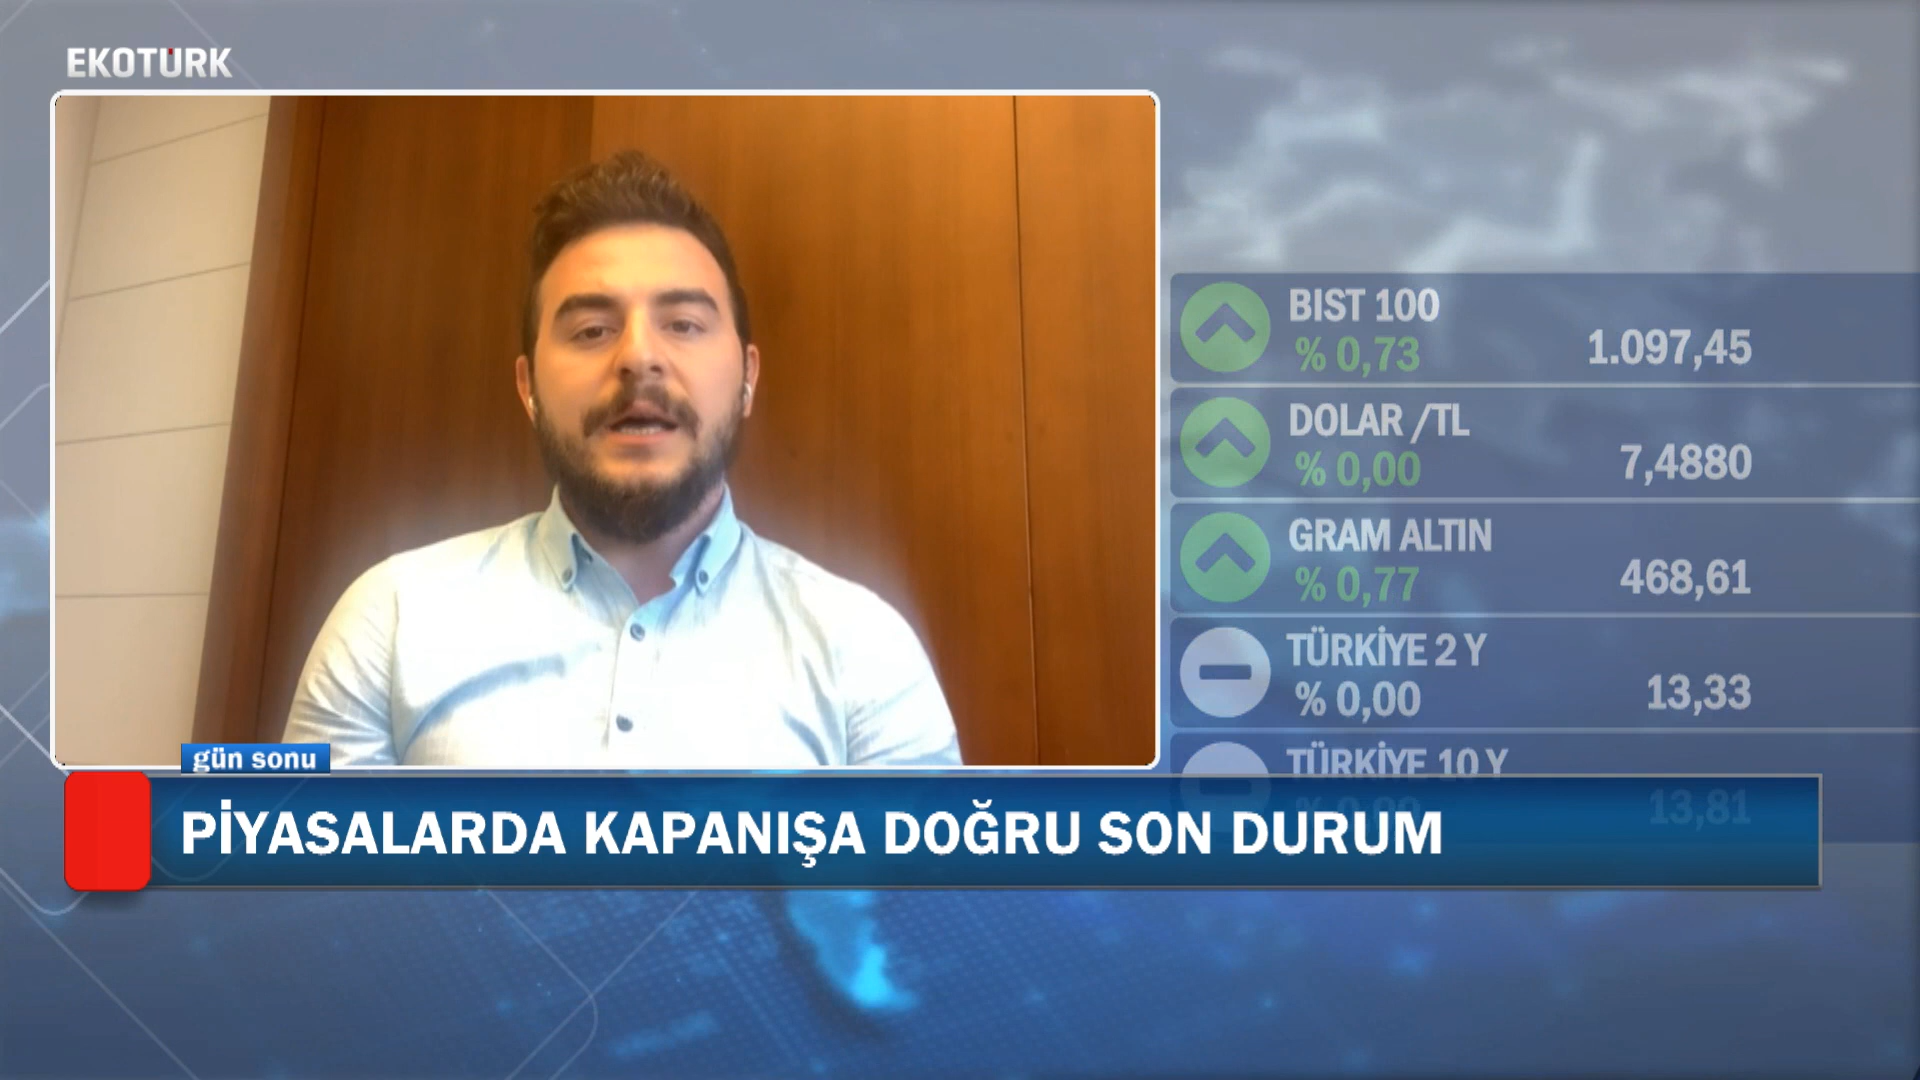 EKOTÜRK
BIST 100
% 0,73
1.097,45
DOLAR /TL
% 0,00
7,4880
GRAM ALTIN
% 0,77
468,61
TÜRKİYE 2 Y
% 0,00
13,33
TÜRKİYE 10 Y
% 0,00
13,81
gün sonu
PİYASALARDA KAPANIŞA DOĞRU SON DURUM